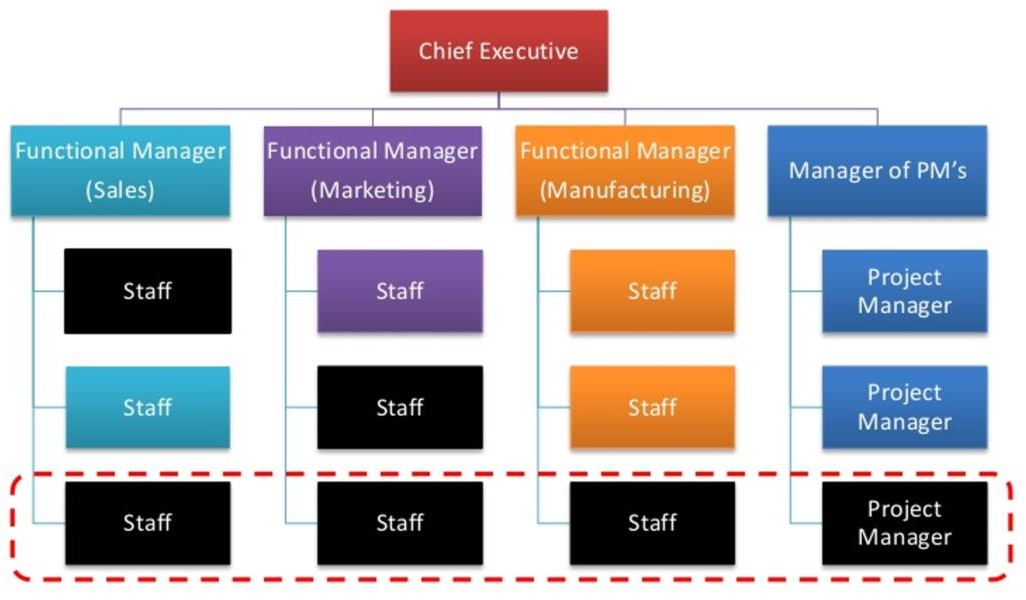 Chief Executive
Functional Manager
(Sales)
Functional Manager
(Marketing)
Functional Manager
(Manufacturing)
Manager of PM's
Staff
Staff
Staff
Project
Manager
Staff
Staff
Staff
Project
Manager
Staff
Staff
Staff
Project
Manager